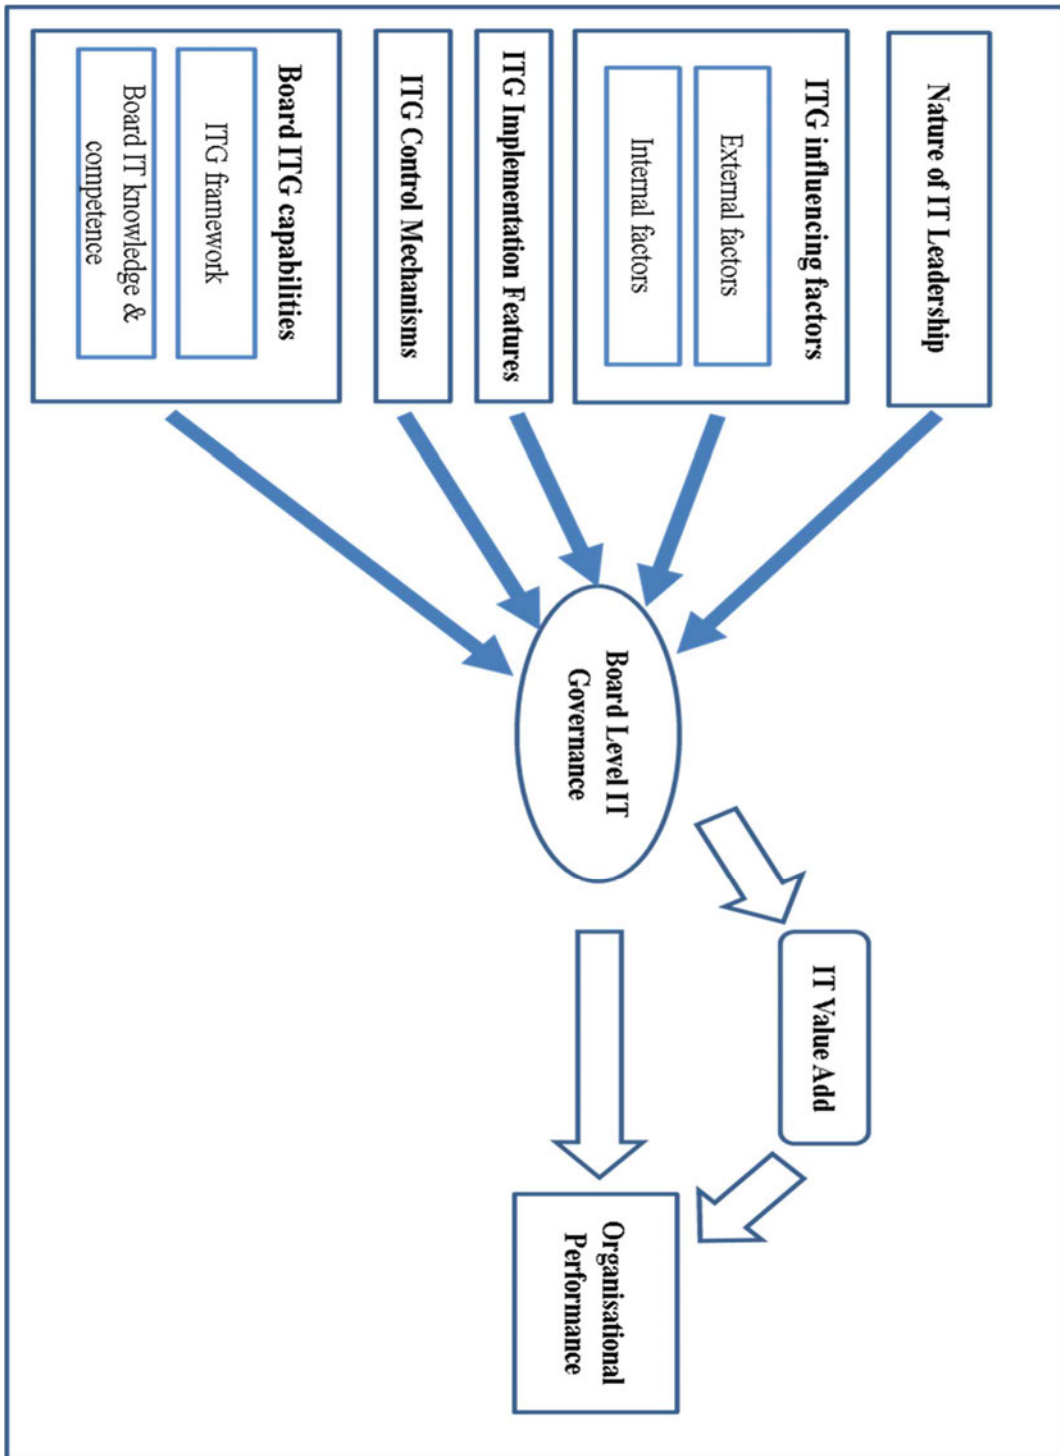 Nature of IT Leadership
ITG influencing factors
External factors
Internal factors
ITG Implementation Features
ITG Control Mechanisms
Board ITG capabilities
ITG framework
Board IT knowledge &
competence
Board Level IT
Governance
IT Value Add
Organisational
Performance